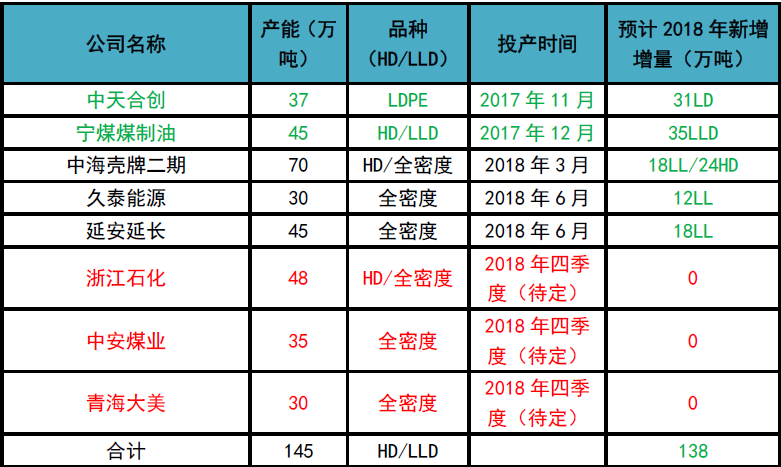 公司名称 产能（万吨） 品种（HD/LLD） 投产时间 预计 2018 年新增增量（万吨）
中天合创 37 LDPE 2017 年 11 月 31LD
宁煤煤制油 45 HD/LLD 2017 年 12 月 35LLD
中海壳牌二期 70 HD/全密度 2018 年 3 月 18LL/24HD
久泰能源 30 全密度 2018 年 6 月 12LL
延安延长 45 全密度 2018 年 6 月 18LL
浙江石化 48 HD/全密度 2018 年四季度（待定） 0
中安煤业 35 全密度 2018 年四季度（待定） 0
青海大美 30 全密度 2018 年四季度（待定） 0
合计 145 HD/LLD 138